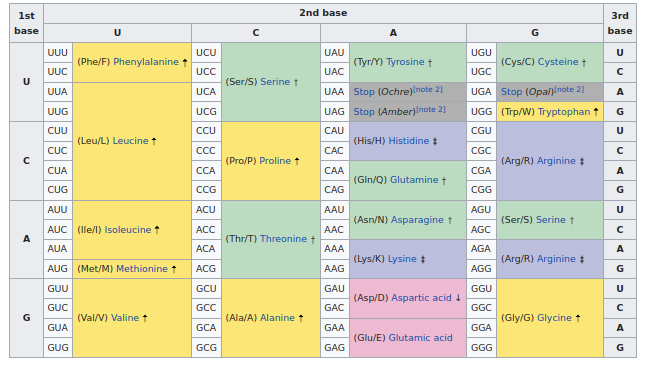 1st base 2nd base 3rd base
U C A G
U UUU (Phe/F) Phenylalanine ↑ UCU (Ser/S) Serine † UAU (Tyr/Y) Tyrosine † UGU (Cys/C) Cysteine † U
UUC UCC UAC UGC C
UUA (Leu/L) Leucine ↑ UCA UAA Stop (Ochre)[note 2] UGA Stop (Opal)[note 2] A
UUG UCG UAG Stop (Amber)[note 2] UGG (Trp/W) Tryptophan ↑ G
C CUU CCU (Pro/P) Proline ↑ CAU (His/H) Histidine ‡ CGU (Arg/R) Arginine ‡ U
CUC CCC CAC CGC C
CUA CCA CAA (Gln/Q) Glutamine † CGA A
CUG CCG CAG CGG G
A AUU (Ile/I) Isoleucine ↑ ACU (Thr/T) Threonine † AAU (Asn/N) Asparagine † AGU (Ser/S) Serine † U
AUC ACC AAC AGC C
AUA ACA AAA (Lys/K) Lysine ‡ AGA (Arg/R) Arginine ‡ A
AUG (Met/M) Methionine ↑ ACG AAG AGG G
G GUU (Val/V) Valine ↑ GCU (Ala/A) Alanine ↑ GAU (Asp/D) Aspartic acid ↓ GGU (Gly/G) Glycine ↑ U
GUC GCC GAC GGC C
GUA GCA GAA (Glu/E) Glutamic acid GGA A
GUG GCG GAG GGG G